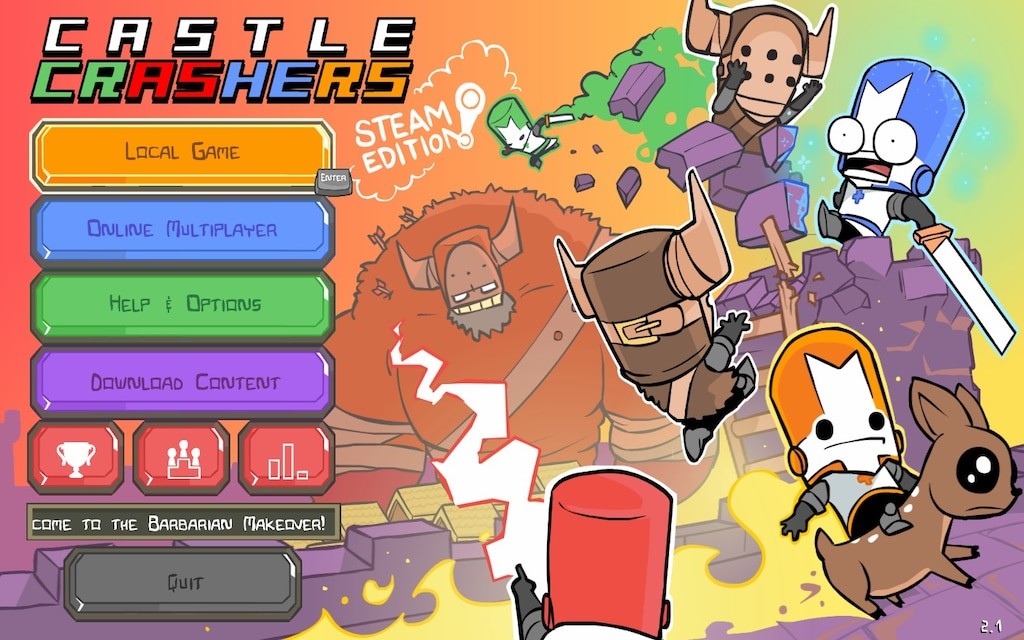 CASTLE
CRASHERS
STEAM
EDITION!
Local Game
Enter
Online Multiplayer
Help & Options
Download Content
come to the Barbarian Makeover!
Quit
2.1